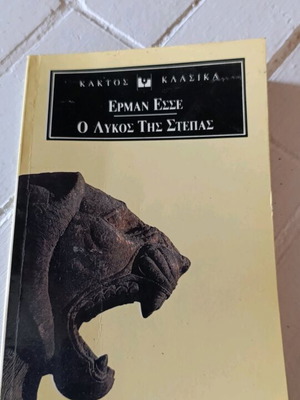 ΚΑΚΤΟΣ ΚΛΑΣΙΚΑ
ΕΡΜΑΝ ΕΣΣΕ
Ο ΛΥΚΟΣ ΤΗΣ ΣΤΕΠΑΣ